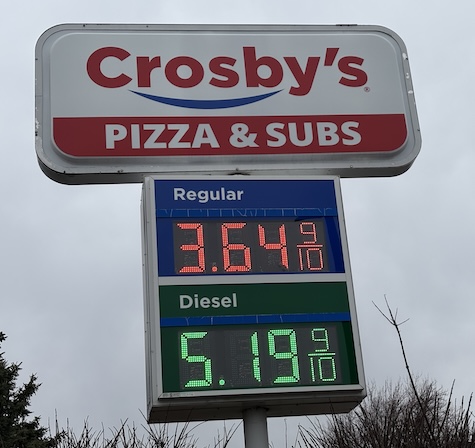 Crosby's®
PIZZA & SUBS
Regular
3.64 9/10
Diesel
5.19 9/10